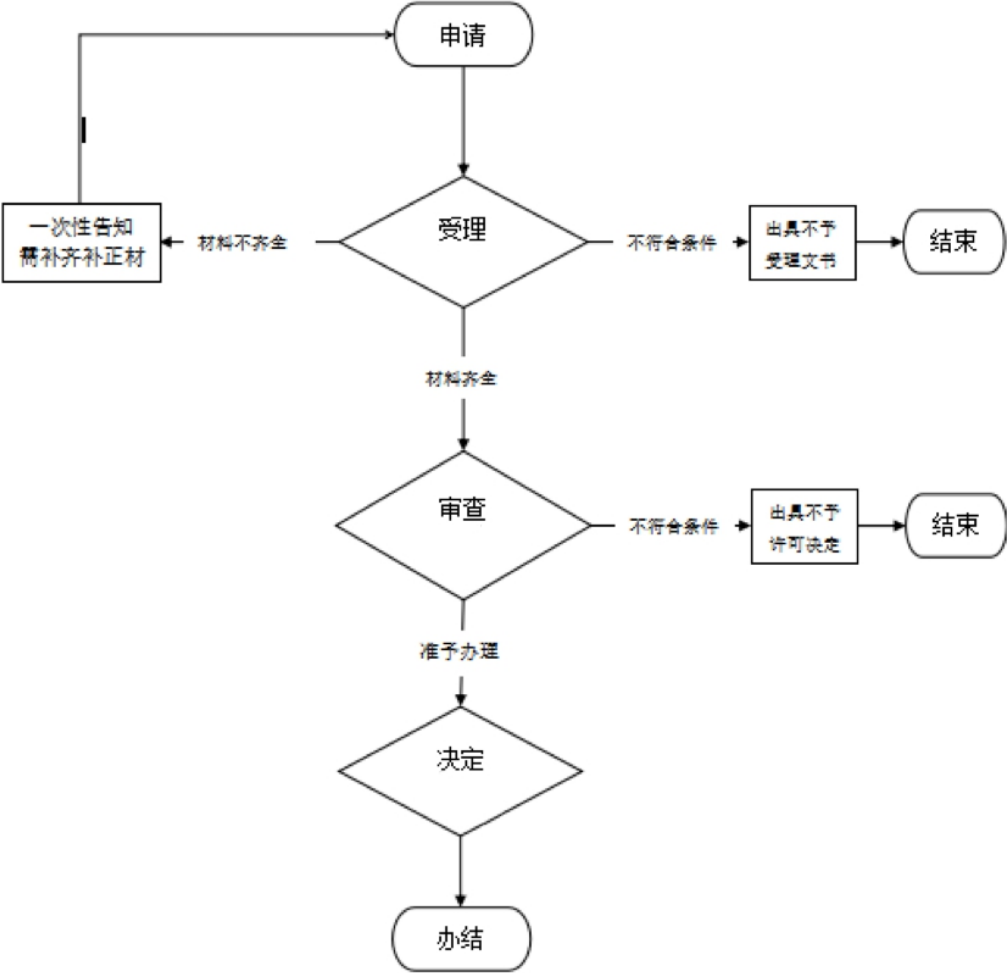 申请
受理
一次性告知
需补齐补正材
材料不齐全
不符合条件
出具不予
受理文书
结束
材料齐全
审查
不符合条件
出具不予
许可决定
结束
准予办理
决定
办结